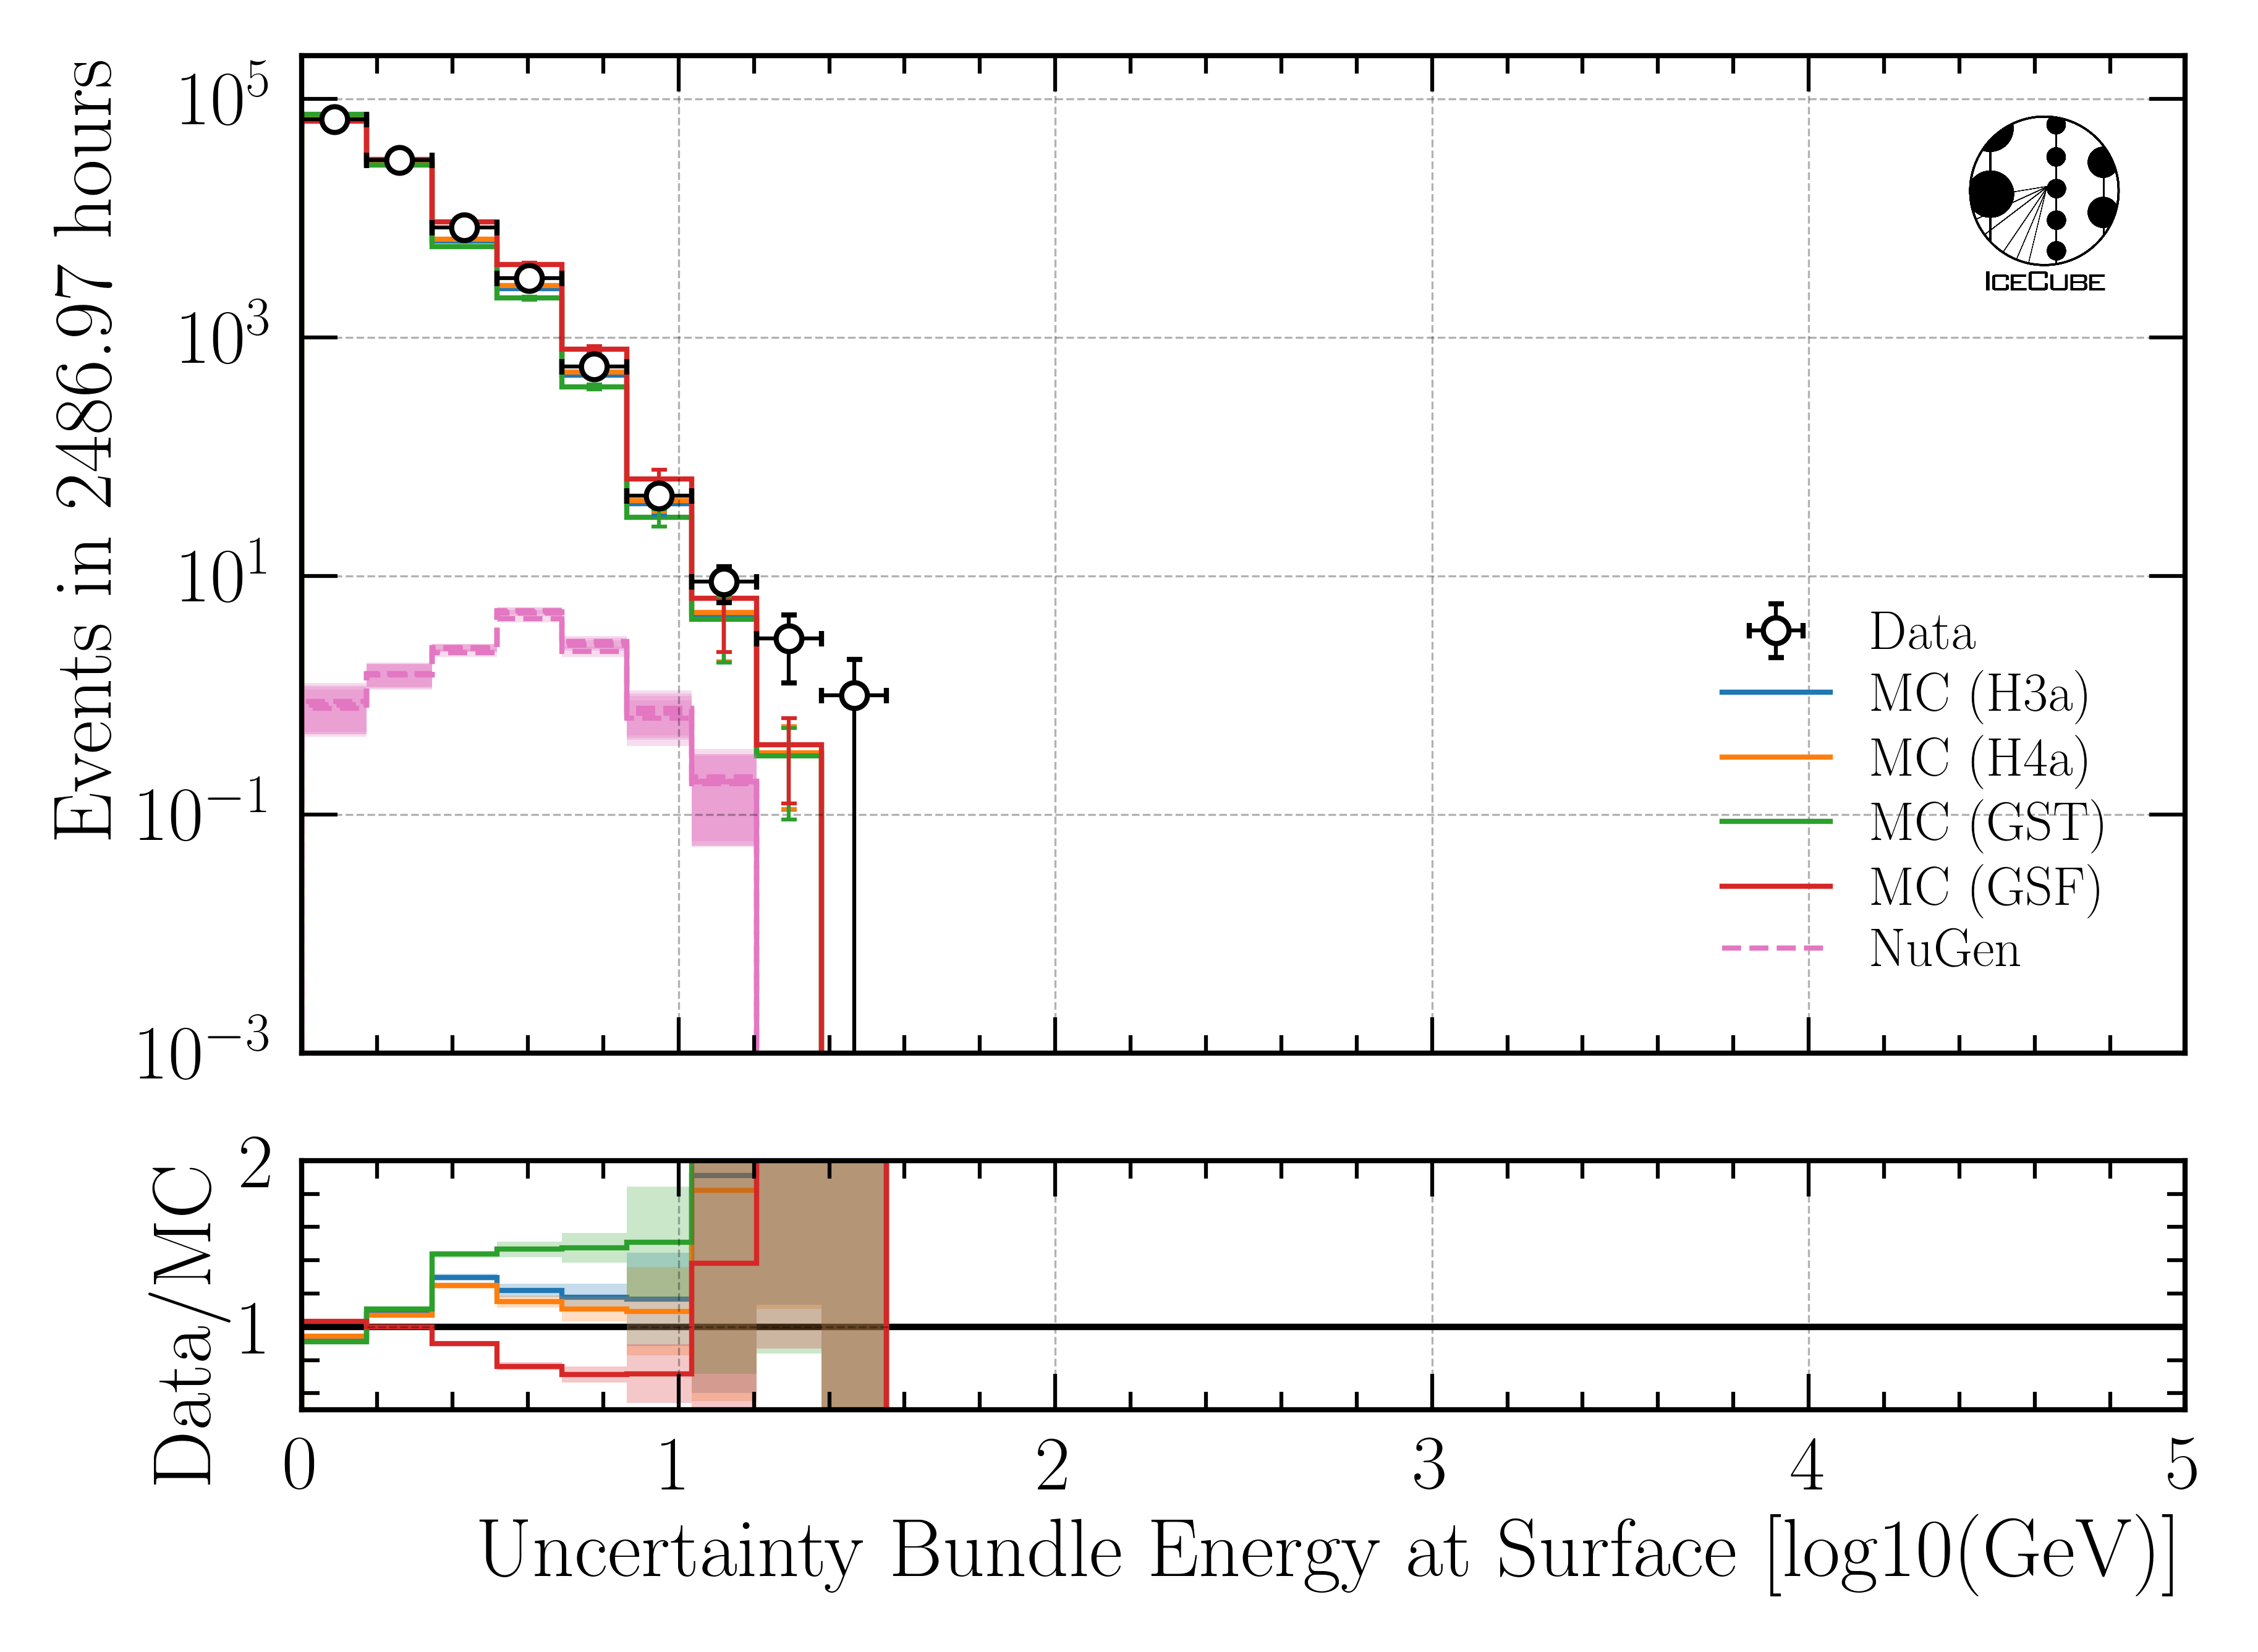 Events in 2486.97 hours
10^5
10^3
10^1
10^−1
10^−3
ICECUBE
Data
MC (H3a)
MC (H4a)
MC (GST)
MC (GSF)
NuGen
Data/MC
2
1
0 1 2 3 4 5
Uncertainty Bundle Energy at Surface [log10(GeV)]